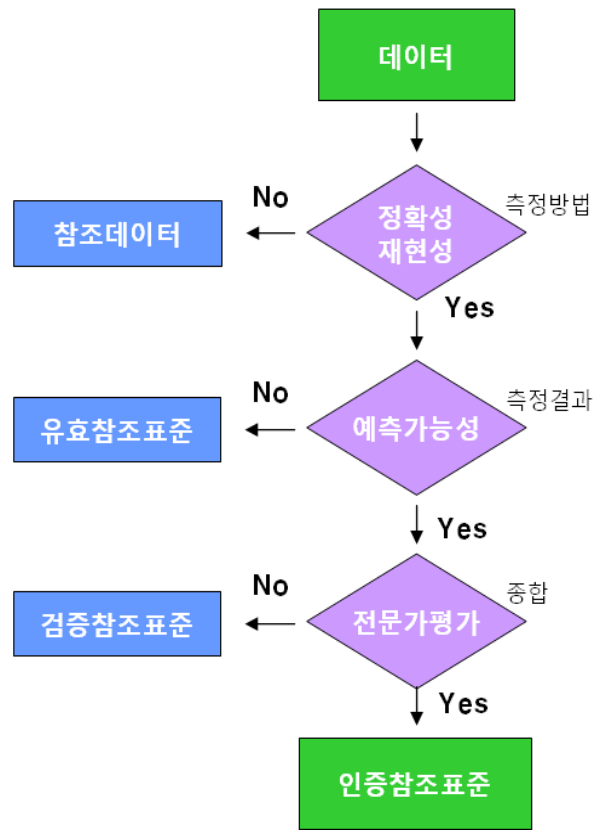 데이터
No
정확성
재현성
측정방법
참조데이터
Yes
No
예측가능성
측정결과
유효참조표준
Yes
No
전문가평가
종합
검증참조표준
Yes
인증참조표준